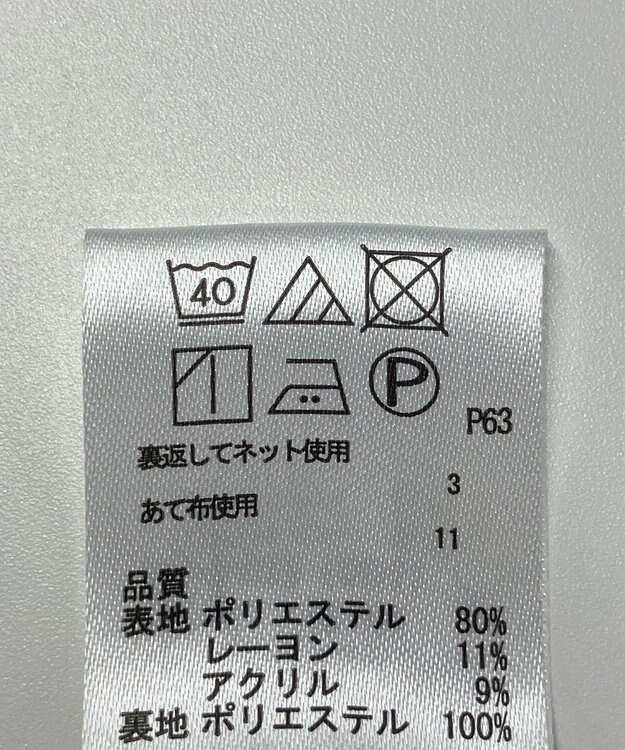 40
P
P63
裏返してネット使用
3
あて布使用
11
品質
表地 ポリエステル 80%
レーヨン 11%
アクリル 9%
裏地 ポリエステル 100%